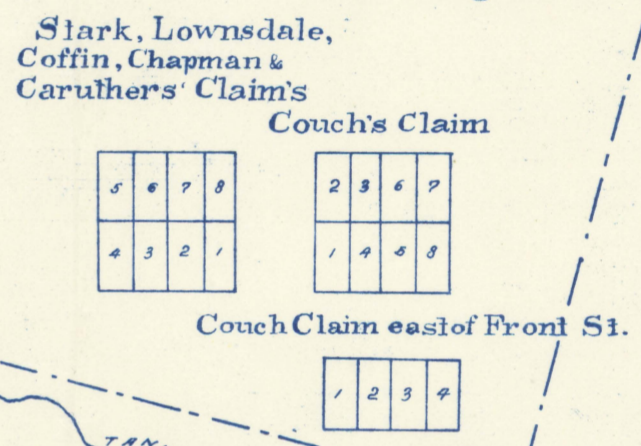 Stark, Lownsdale,
Coffin, Chapman &
Caruthers' Claim's
Couch's Claim
5 6 7 8
4 3 2 1
2 3 6 7
1 4 5 8
Couch Claim east of Front St.
1 2 3 4